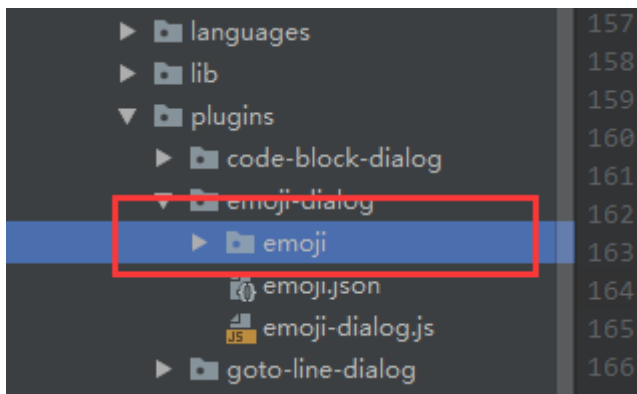 languages
lib
plugins
code-block-dialog
emoji-dialog
emoji
emoji.json
JS emoji-dialog.js
goto-line-dialog
157
158
159
160
161
162
163
164
165
166